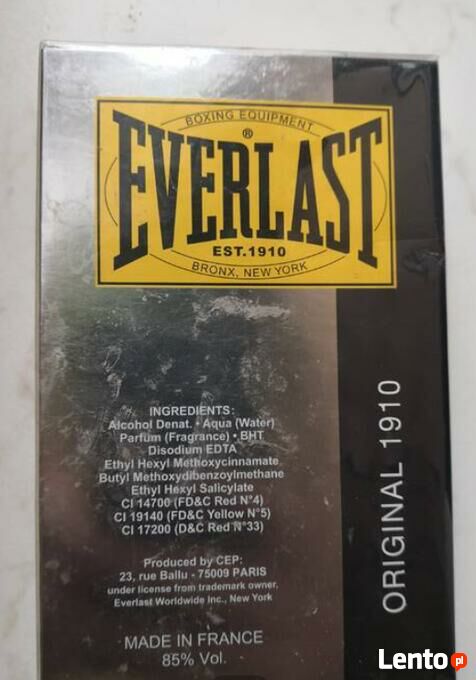 BOXING EQUIPMENT
EVERLAST
®
EST.1910
BRONX, NEW YORK
INGREDIENTS:
Alcohol Denat. • Aqua (Water)
Parfum (Fragrance) • BHT
Disodium EDTA
Ethyl Hexyl Methoxycinnamate
Butyl Methoxydibenzoylmethane
Ethyl Hexyl Salicylate
CI 14700 (FD&C Red N°4)
CI 19140 (FD&C Yellow N°5)
CI 17200 (D&C Red N°33)
Produced by CEP:
23, rue Ballu - 75009 PARIS
under license from trademark owner,
Everlast Worldwide Inc., New York
MADE IN FRANCE
85% Vol.
ORIGINAL 1910
Lento pl